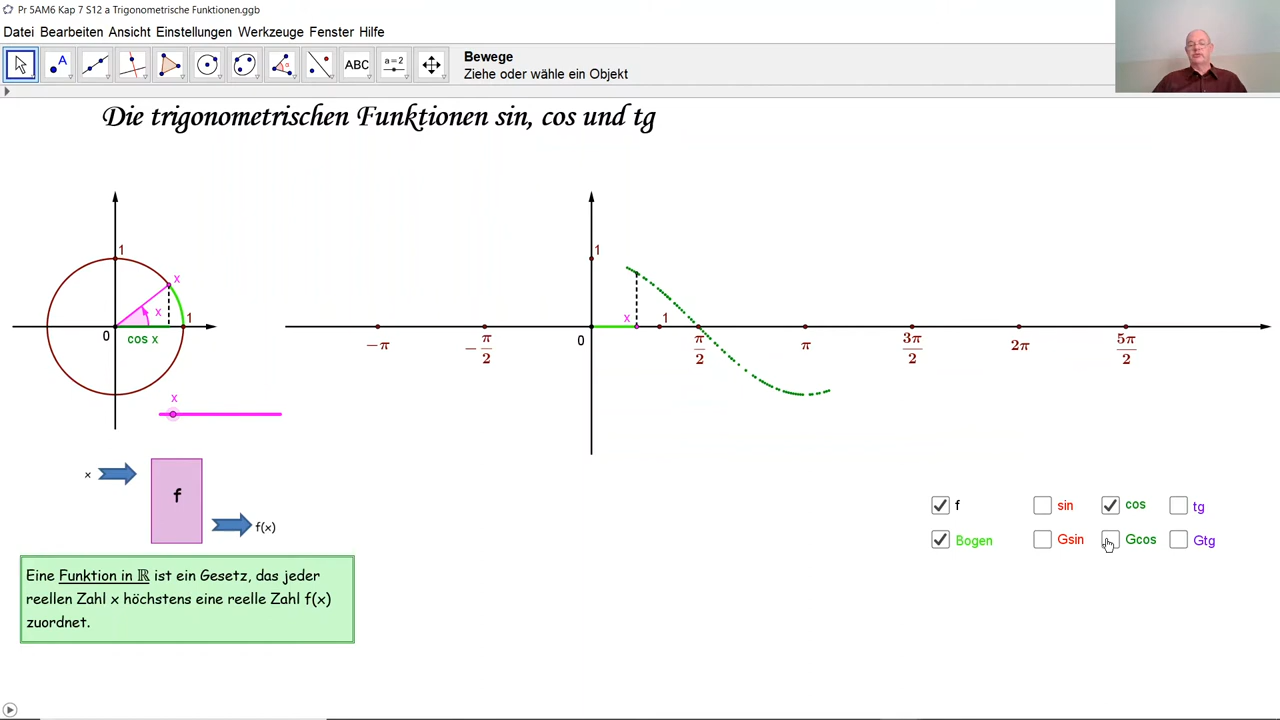 Pr 5AM6 Kap 7 S12 a Trigonometrische Funktionen.ggb
Datei Bearbeiten Ansicht Einstellungen Werkzeuge Fenster Hilfe
A
ABC
a=2
Bewege
Ziehe oder wähle ein Objekt
Die trigonometrischen Funktionen sin, cos und tg
1
x
x
0
cos x
1
x
1
x
1
0
−π
−π/2
π/2
π
3π/2
2π
5π/2
x
f
f(x)
f sin cos tg
Bogen Gsin Gcos Gtg
Eine Funktion in ℝ ist ein Gesetz, das jeder
reellen Zahl x höchstens eine reelle Zahl f(x)
zuordnet.